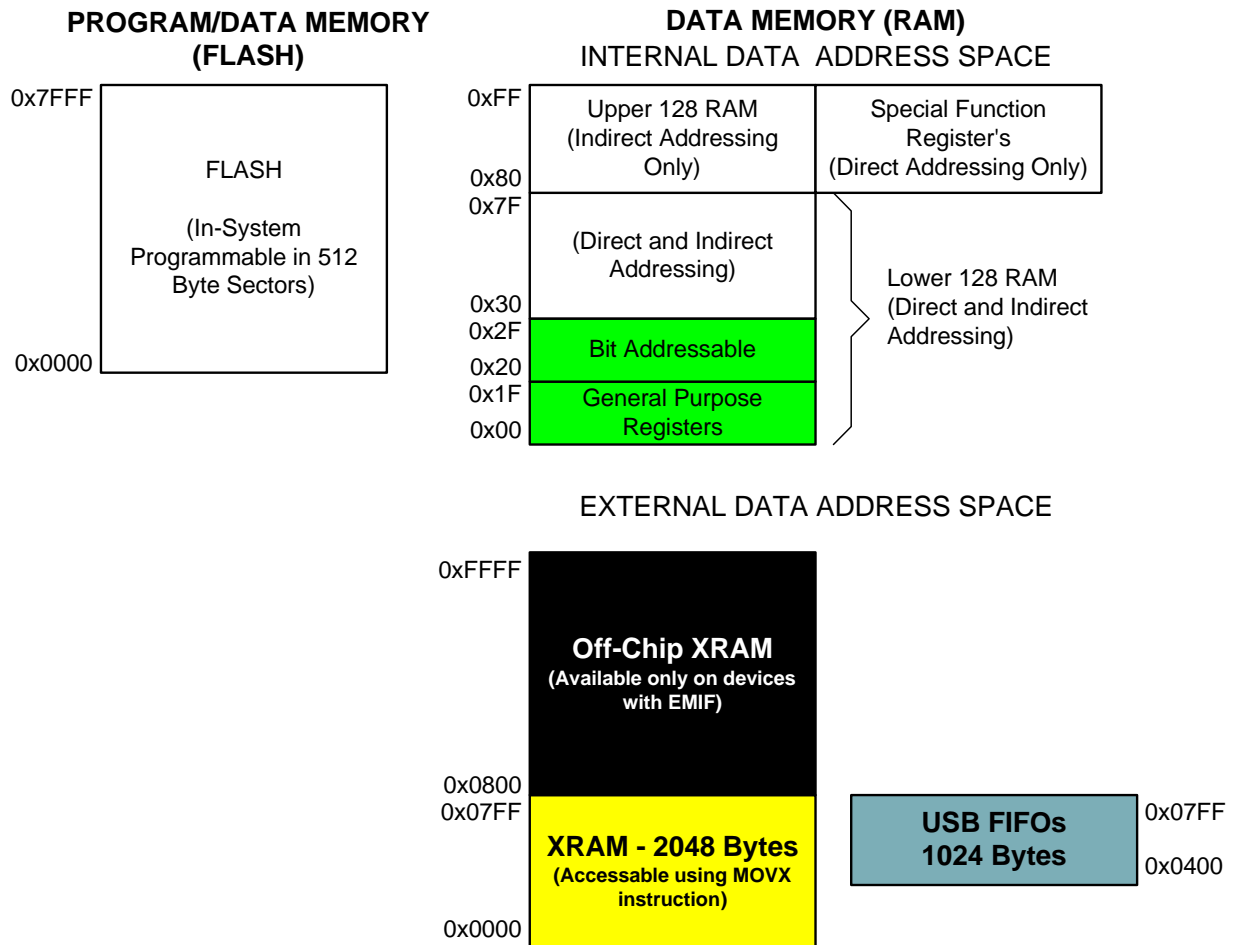 PROGRAM/DATA MEMORY
(FLASH)
0x7FFF
FLASH
(In-System
Programmable in 512
Byte Sectors)
0x0000
DATA MEMORY (RAM)
INTERNAL DATA ADDRESS SPACE
0xFF
Upper 128 RAM
(Indirect Addressing
Only)
0x80
Special Function
Register's
(Direct Addressing Only)
0x7F
(Direct and Indirect
Addressing)
0x30
0x2F
Bit Addressable
0x20
0x1F
General Purpose
Registers
0x00
Lower 128 RAM
(Direct and Indirect
Addressing)
EXTERNAL DATA ADDRESS SPACE
0xFFFF
Off-Chip XRAM
(Available only on devices
with EMIF)
0x0800
0x07FF
XRAM - 2048 Bytes
(Accessable using MOVX
instruction)
0x0000
USB FIFOs
1024 Bytes
0x07FF
0x0400